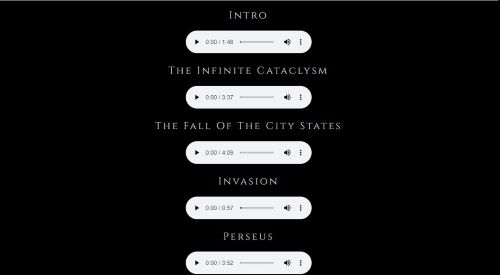 Intro
0:00 / 1:48
The Infinite Cataclysm
0:00 / 3:37
The Fall Of The City States
0:00 / 4:09
Invasion
0:00 / 0:57
Perseus
0:00 / 3:52